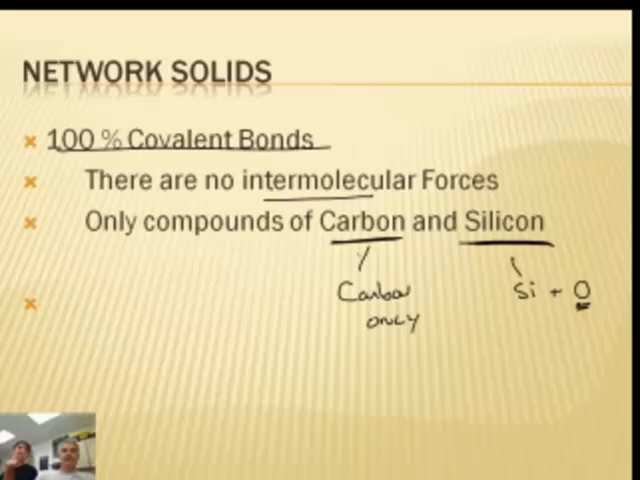 NETWORK SOLIDS
100 % Covalent Bonds
There are no intermolecular Forces
Only compounds of Carbon and Silicon
Carbon Si + O
only